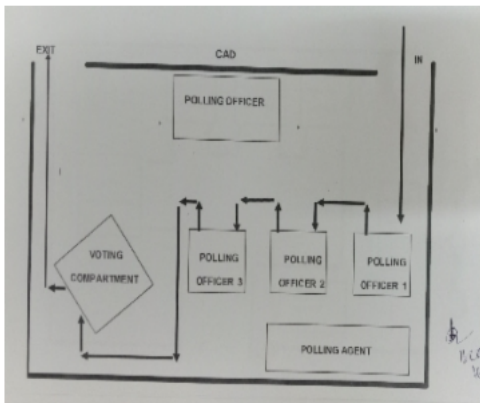 EXIT
CAD
IN
POLLING OFFICER
VOTING
COMPARTMENT
POLLING
OFFICER 3
POLLING
OFFICER 2
POLLING
OFFICER 1
POLLING AGENT